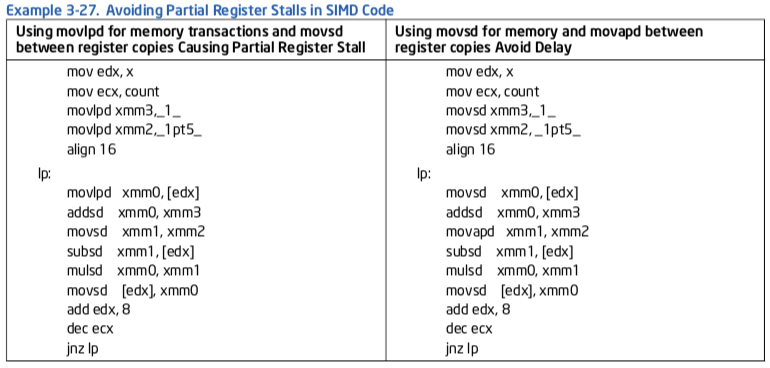 Example 3-27. Avoiding Partial Register Stalls in SIMD Code
Using movlpd for memory transactions and movsd
between register copies Causing Partial Register Stall
mov edx, x
mov ecx, count
movlpd xmm3,_1_
movlpd xmm2,_1pt5_
align 16
lp:
movlpd xmm0, [edx]
addsd xmm0, xmm3
movsd xmm1, xmm2
subsd xmm1, [edx]
mulsd xmm0, xmm1
movsd [edx], xmm0
add edx, 8
dec ecx
jnz lp
Using movsd for memory and movapd between
register copies Avoid Delay
mov edx, x
mov ecx, count
movsd xmm3,_1_
movsd xmm2, _1pt5_
align 16
lp:
movsd xmm0, [edx]
addsd xmm0, xmm3
movapd xmm1, xmm2
subsd xmm1, [edx]
mulsd xmm0, xmm1
movsd [edx], xmm0
add edx, 8
dec ecx
jnz lp